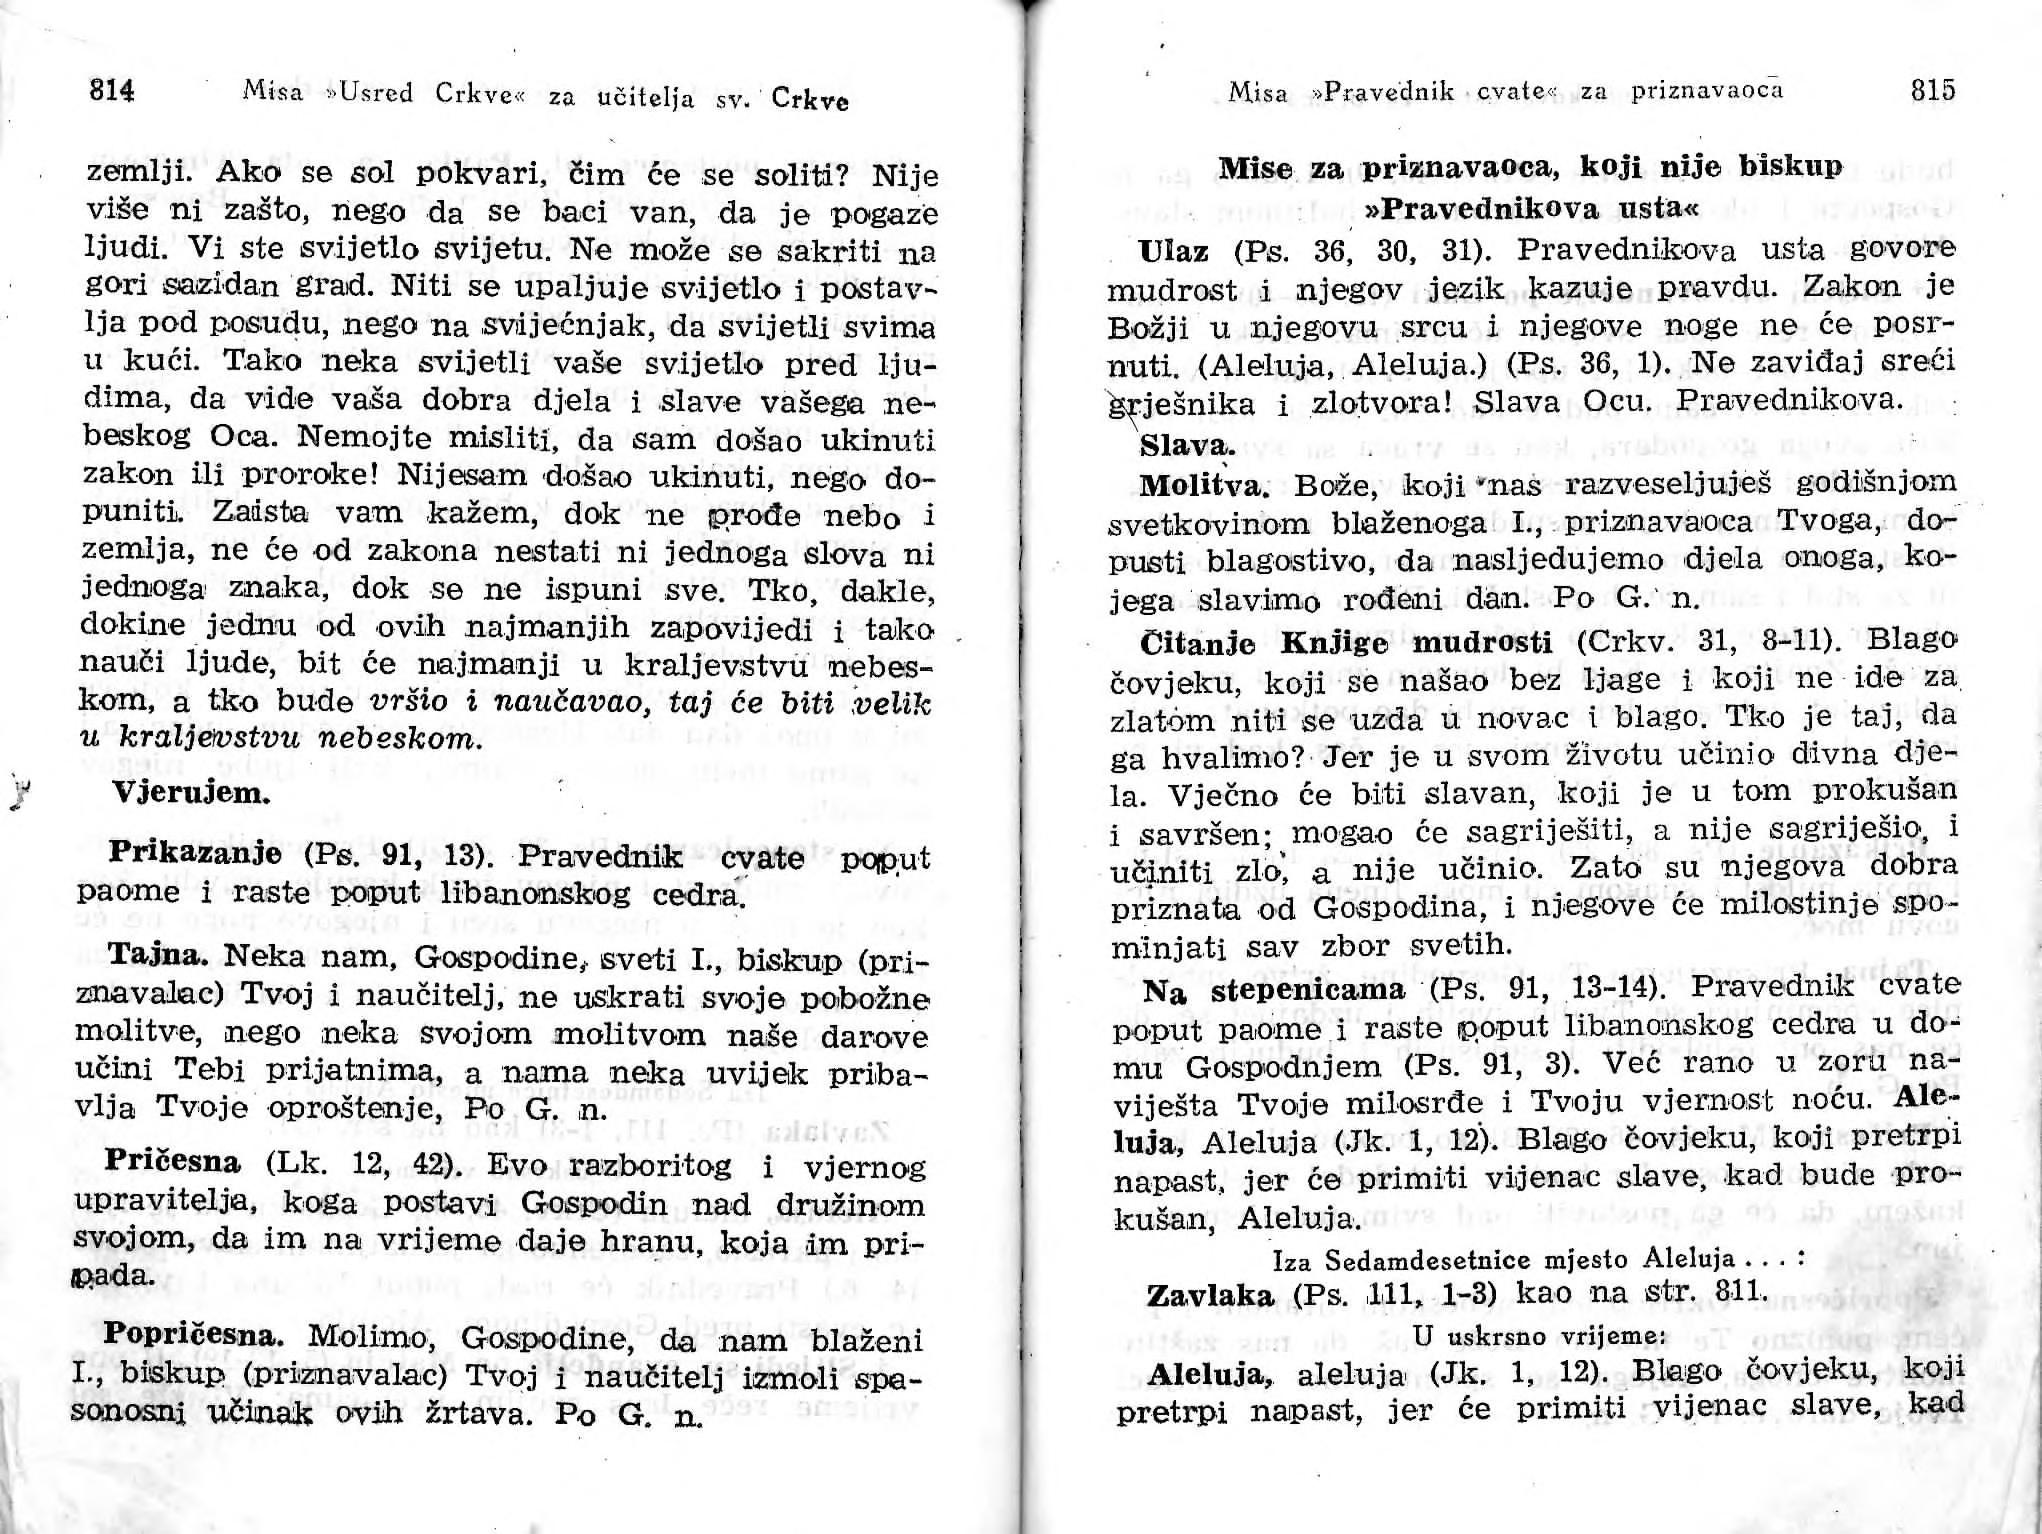 814 Misa »Usred Crkve« za učitelja sv. Crkve
zemlji. Ako se sol pokvari, čim će se soliti? Nije
više ni zašto, nego da se baci van, da je pogaze
ljudi. Vi ste svijetlo svijetu. Ne može se sakriti na
gori sazidan grad. Niti se upaljuje svijetlo i postav-
lja pod posudu, nego na svijećnjak, da svijetli svima
u kući. Tako neka svijetli vaše svijetlo pred lju-
dima, da vide vaša dobra djela i slave vašega ne-
beskog Oca. Nemojte misliti, da sam došao ukinuti
zakon ili proroke! Nijesam došao ukinuti, nego do-
puniti. Zaista vam kažem, dok ne prođe nebo i
zemlja, ne će od zakona nestati ni jednoga slova ni
jednoga znaka, dok se ne ispuni sve. Tko, dakle,
dokine jednu od ovih najmanjih zapovijedi i tako
nauči ljude, bit će najmanji u kraljevstvu nebes-
kom, a tko bude vršio i naučavao, taj će biti velik
u kraljevstvu nebeskom.
Vjerujem.
Prikazanje (Ps. 91, 13). Pravednik cvate poput
paome i raste poput libanonskog cedra.
Tajna. Neka nam, Gospodine, sveti I., biskup (pri-
znavalac) Tvoj i naučitelj, ne uskrati svoje pobožne
molitve, nego neka svojom molitvom naše darove
učini Tebi prijatnima, a nama neka uvijek priba-
vlja Tvoje oproštenje, Po G. n.
Pričesna (Lk. 12, 42). Evo razboritog i vjernog
upravitelja, koga postavi Gospodin nad družinom
svojom, da im na vrijeme daje hranu, koja im pri-
pada.
Popričesna. Molimo, Gospodine, da nam blaženi
I., biskup (priznavalac) Tvoj i naučitelj izmoli spa-
sonosni učinak ovih žrtava. Po G. n.
Misa »Pravednik cvate« za priznavaoca 815
Mise za priznavaoca, koji nije biskup
»Pravednikova usta«
Ulaz (Ps. 36, 30, 31). Pravednikova usta govore
mudrost i njegov jezik kazuje pravdu. Zakon je
Božji u njegovu srcu i njegove noge ne će posr-
nuti. (Aleluja, Aleluja.) (Ps. 36, 1). Ne zaviđaj sreći
grješnika i zlotvora! Slava Ocu. Pravednikova.
Slava.
Molitva. Bože, koji nas razveseljuješ godišnjom
svetkovinom blaženoga I., priznavaoca Tvoga, do-
pusti blagostivo, da nasljedujemo djela onoga, ko-
jega slavimo rođeni dan. Po G. n.
Čitanje Knjige mudrosti (Crkv. 31, 8-11). Blago
čovjeku, koji se našao bez ljage i koji ne ide za
zlatom niti se uzda u novac i blago. Tko je taj, da
ga hvalimo? Jer je u svom životu učinio divna dje-
la. Vječno će biti slavan, koji je u tom prokušan
i savršen; mogao će sagriješiti, a nije sagriješio, i
učiniti zlo, a nije učinio. Zato su njegova dobra
priznata od Gospodina, i njegove će milostinje spo-
minjati sav zbor svetih.
Na stepenicama (Ps. 91, 13-14). Pravednik cvate
poput paome i raste poput libanonskog cedra u do-
mu Gospodnjem (Ps. 91, 3). Već rano u zoru na-
viješta Tvoje milosrđe i Tvoju vjernost noću. Ale-
luja, Aleluja (Jk. 1, 12). Blago čovjeku, koji pretrpi
napast, jer će primiti vijenac slave, kad bude pro-
kušan, Aleluja.
Iza Sedamdesetnice mjesto Aleluja . . . :
Zavlaka (Ps. 111, 1-3) kao na str. 811.
U uskrsno vrijeme:
Aleluja, aleluja (Jk. 1, 12). Blago čovjeku, koji
pretrpi napast, jer će primiti vijenac slave, kad